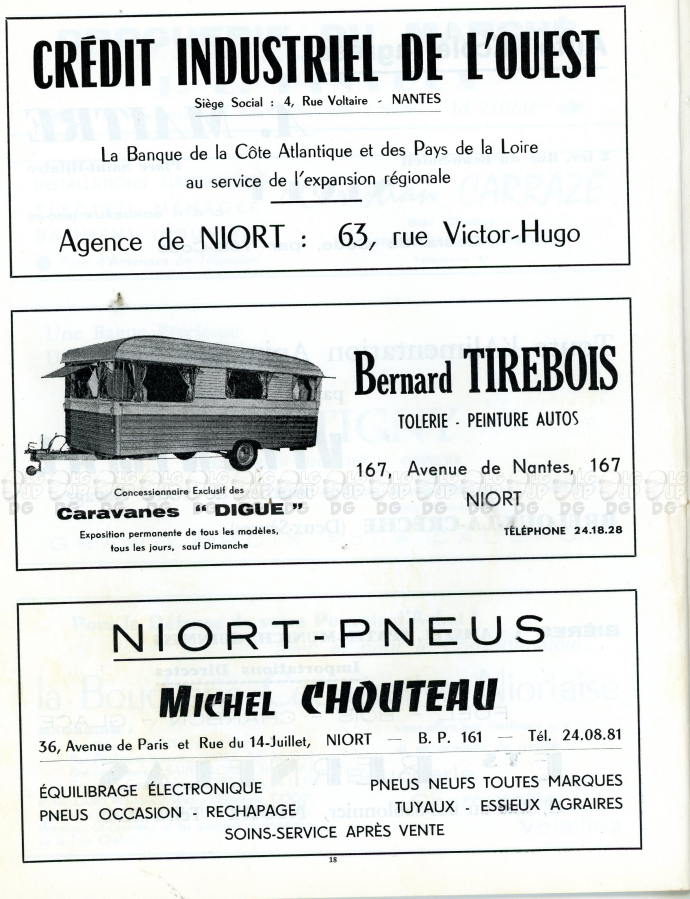 CRÉDIT INDUSTRIEL DE L'OUEST
Siège Social : 4, Rue Voltaire - NANTES
La Banque de la Côte Atlantique et des Pays de la Loire
au service de l'expansion régionale
Agence de NIORT : 63, rue Victor-Hugo
Bernard TIREBOIS
TOLERIE - PEINTURE AUTOS
167, Avenue de Nantes, 167
NIORT
TÉLÉPHONE 24.18.28
Concessionnaire Exclusif des
Caravanes “ DIGUE ”
Exposition permanente de tous les modèles,
tous les jours, sauf Dimanche
NIORT-PNEUS
MICHEL CHOUTEAU
36, Avenue de Paris et Rue du 14-Juillet, NIORT — B. P. 161 — Tél. 24.08.81
ÉQUILIBRAGE ÉLECTRONIQUE
PNEUS OCCASION - RECHAPAGE
PNEUS NEUFS TOUTES MARQUES
TUYAUX - ESSIEUX AGRAIRES
SOINS-SERVICE APRÈS VENTE
18